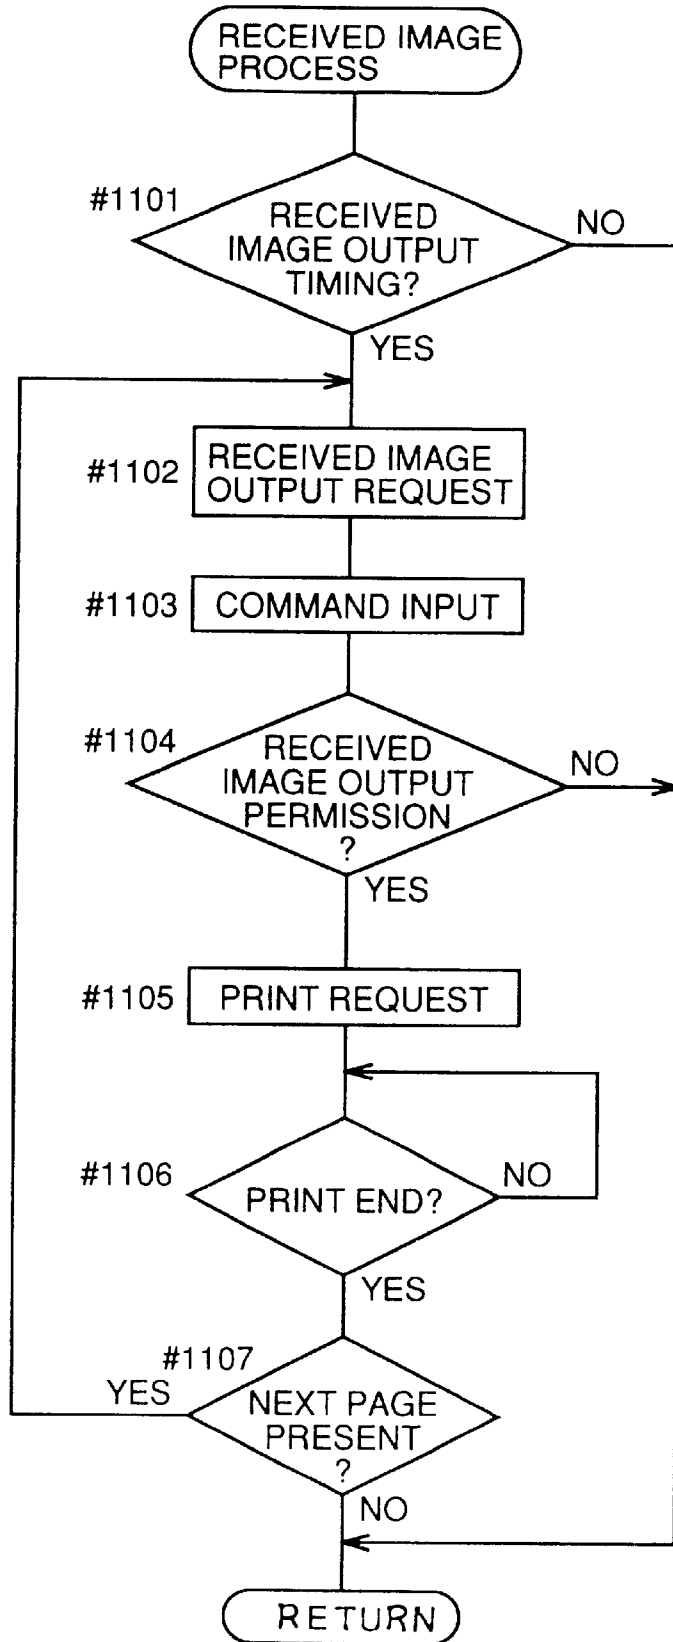 RECEIVED IMAGE
PROCESS
#1101
RECEIVED
IMAGE OUTPUT
TIMING?
NO
YES
#1102
RECEIVED IMAGE
OUTPUT REQUEST
#1103
COMMAND INPUT
#1104
RECEIVED
IMAGE OUTPUT
PERMISSION
?
NO
YES
#1105
PRINT REQUEST
#1106
PRINT END?
NO
YES
#1107
YES
NEXT PAGE
PRESENT
?
NO
RETURN